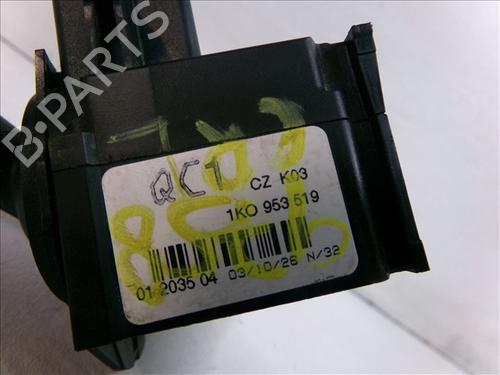 B-PARTS
QC1
CZ K03
1K0 953 519
01 2035 04 03/10/26 N/32